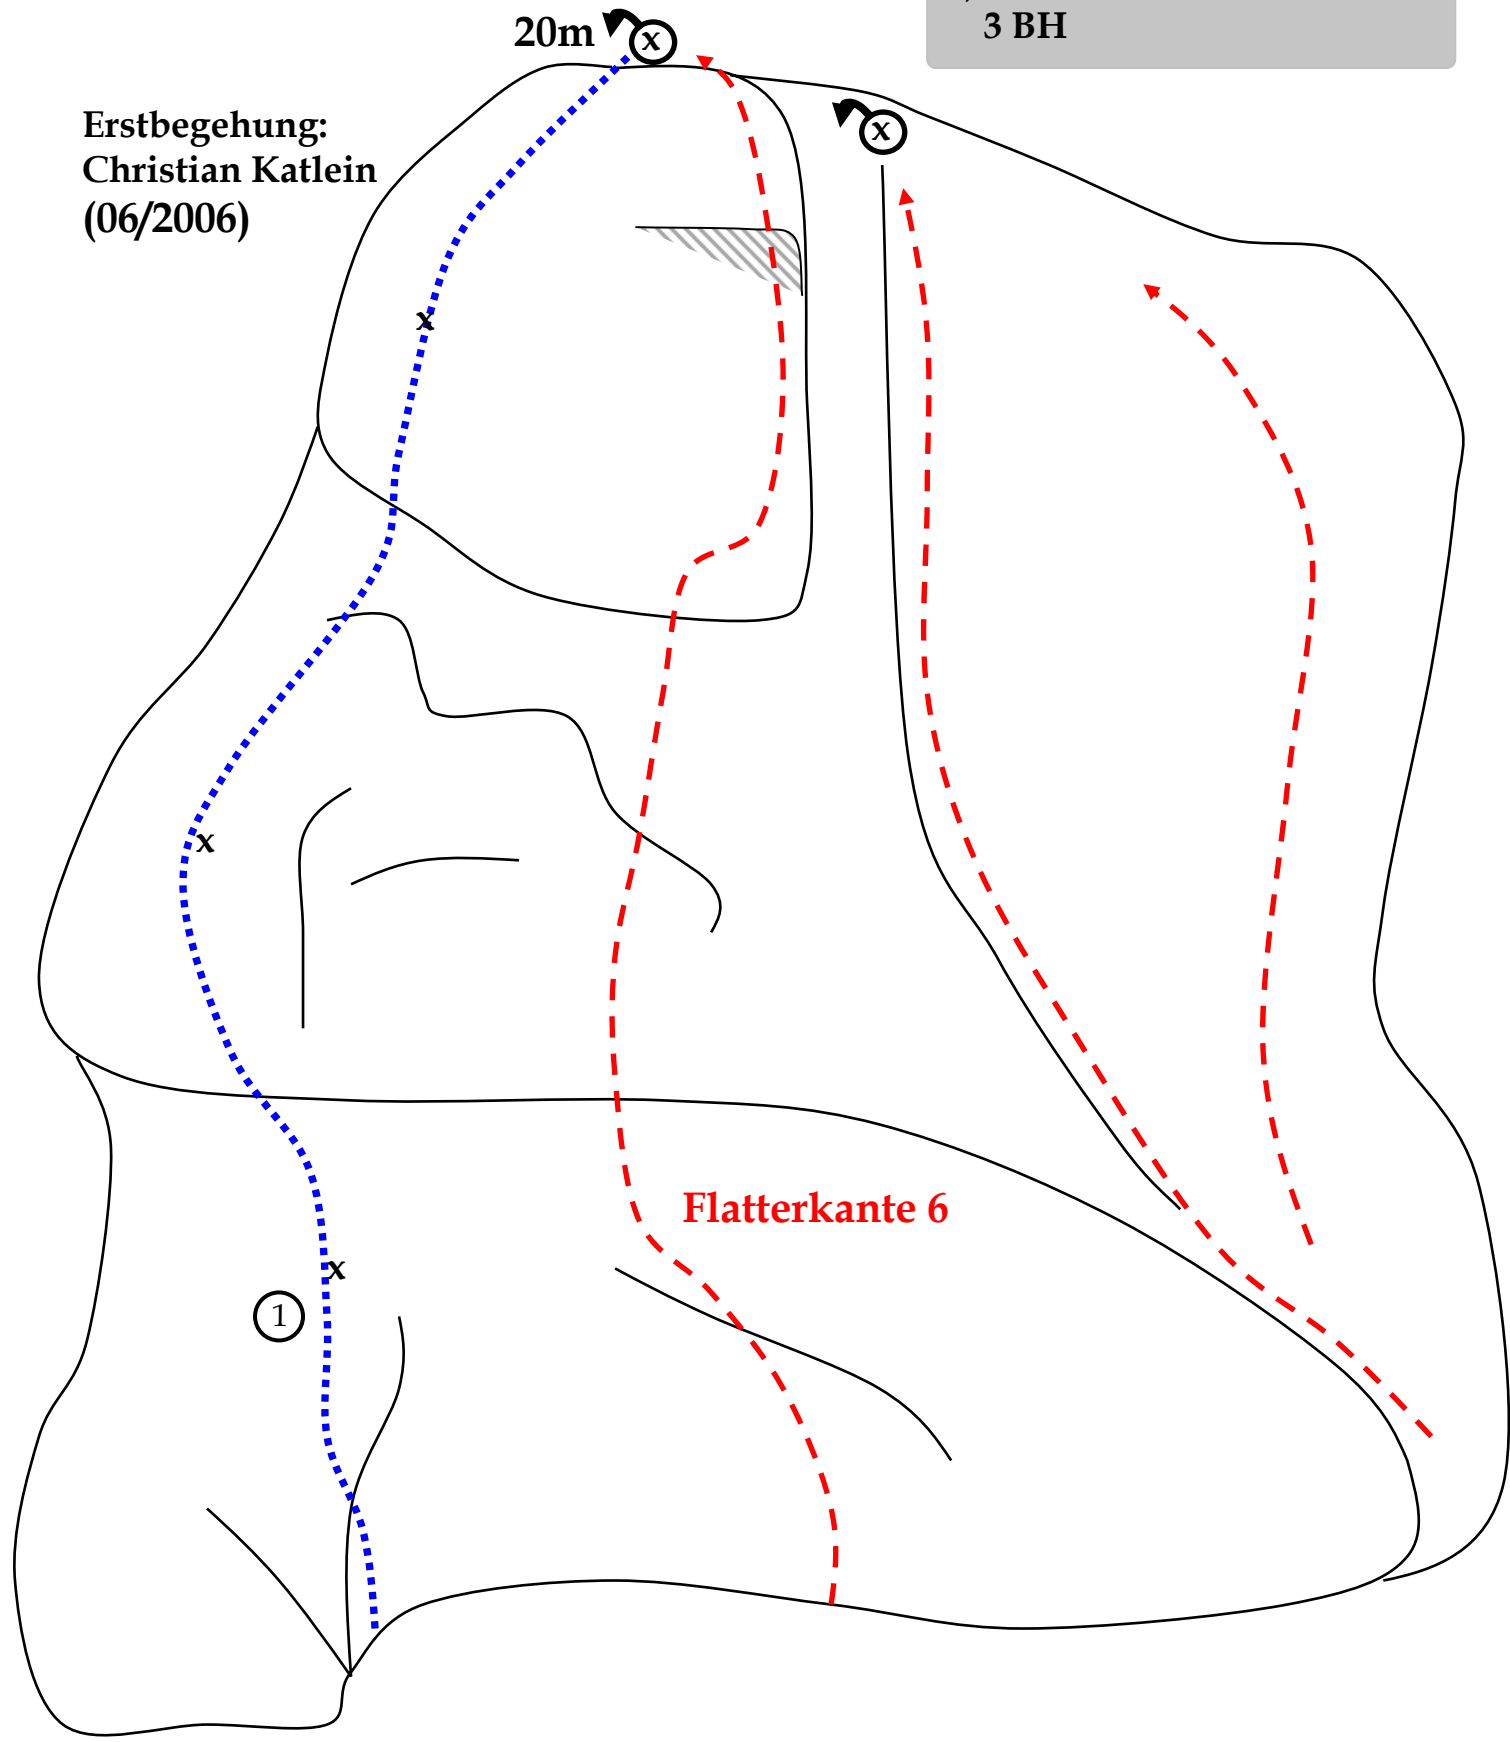 3 BH
20m x
x
Erstbegehung:
Christian Katlein
(06/2006)
x
x
Flatterkante 6
x
1